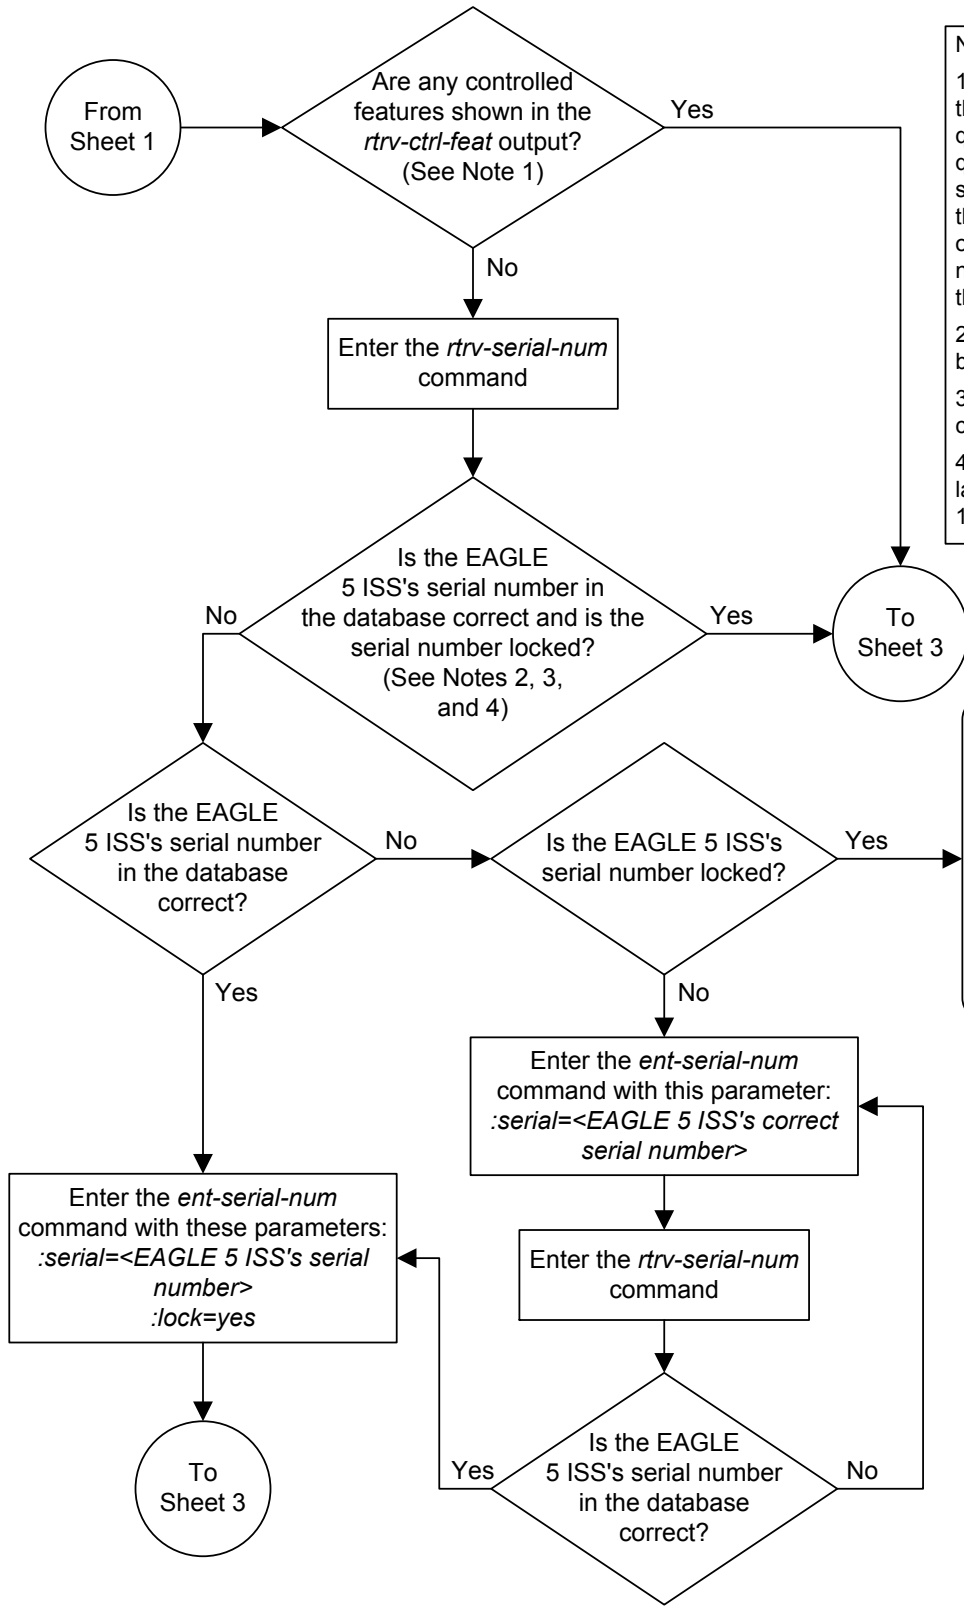 From
Sheet 1
Are any controlled
features shown in the
rtrv-ctrl-feat output?
(See Note 1)
Yes
No
Enter the rtrv-serial-num
command
Is the EAGLE
5 ISS's serial number in
the database correct and is the
serial number locked?
(See Notes 2, 3,
and 4)
No
Yes
To
Sheet 3
Is the EAGLE
5 ISS's serial number
in the database
correct?
No
Is the EAGLE 5 ISS's
serial number locked?
Yes
Yes
No
Enter the ent-serial-num
command with this parameter:
:serial=<EAGLE 5 ISS's correct
serial number>
Enter the ent-serial-num
command with these parameters:
:serial=<EAGLE 5 ISS's serial
number>
:lock=yes
Enter the rtrv-serial-num
command
Is the EAGLE
5 ISS's serial number
in the database
correct?
Yes
No
To
Sheet 3
1
2
3
4
1